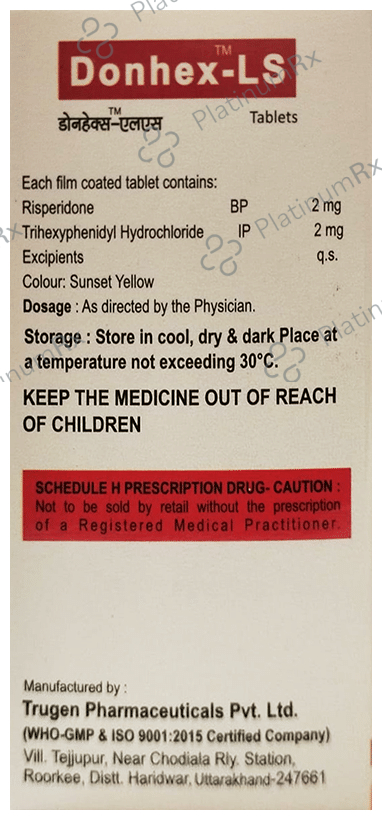 Donhex-LS™
डोनहेक्स™-एलएस Tablets
Each film coated tablet contains:
Risperidone BP 2 mg
Trihexyphenidyl Hydrochloride IP 2 mg
Excipients q.s.
Colour: Sunset Yellow
Dosage : As directed by the Physician.
Storage : Store in cool, dry & dark Place at
a temperature not exceeding 30°C.
KEEP THE MEDICINE OUT OF REACH
OF CHILDREN
SCHEDULE H PRESCRIPTION DRUG- CAUTION :
Not to be sold by retail without the prescription
of a Registered Medical Practitioner.
Manufactured by :
Trugen Pharmaceuticals Pvt. Ltd.
(WHO-GMP & ISO 9001:2015 Certified Company)
Vill. Tejjupur, Near Chodiala Rly. Station,
Roorkee, Distt. Haridwar, Uttarakhand-247661
PlatinumRx
PlatinumRx
PlatinumRx